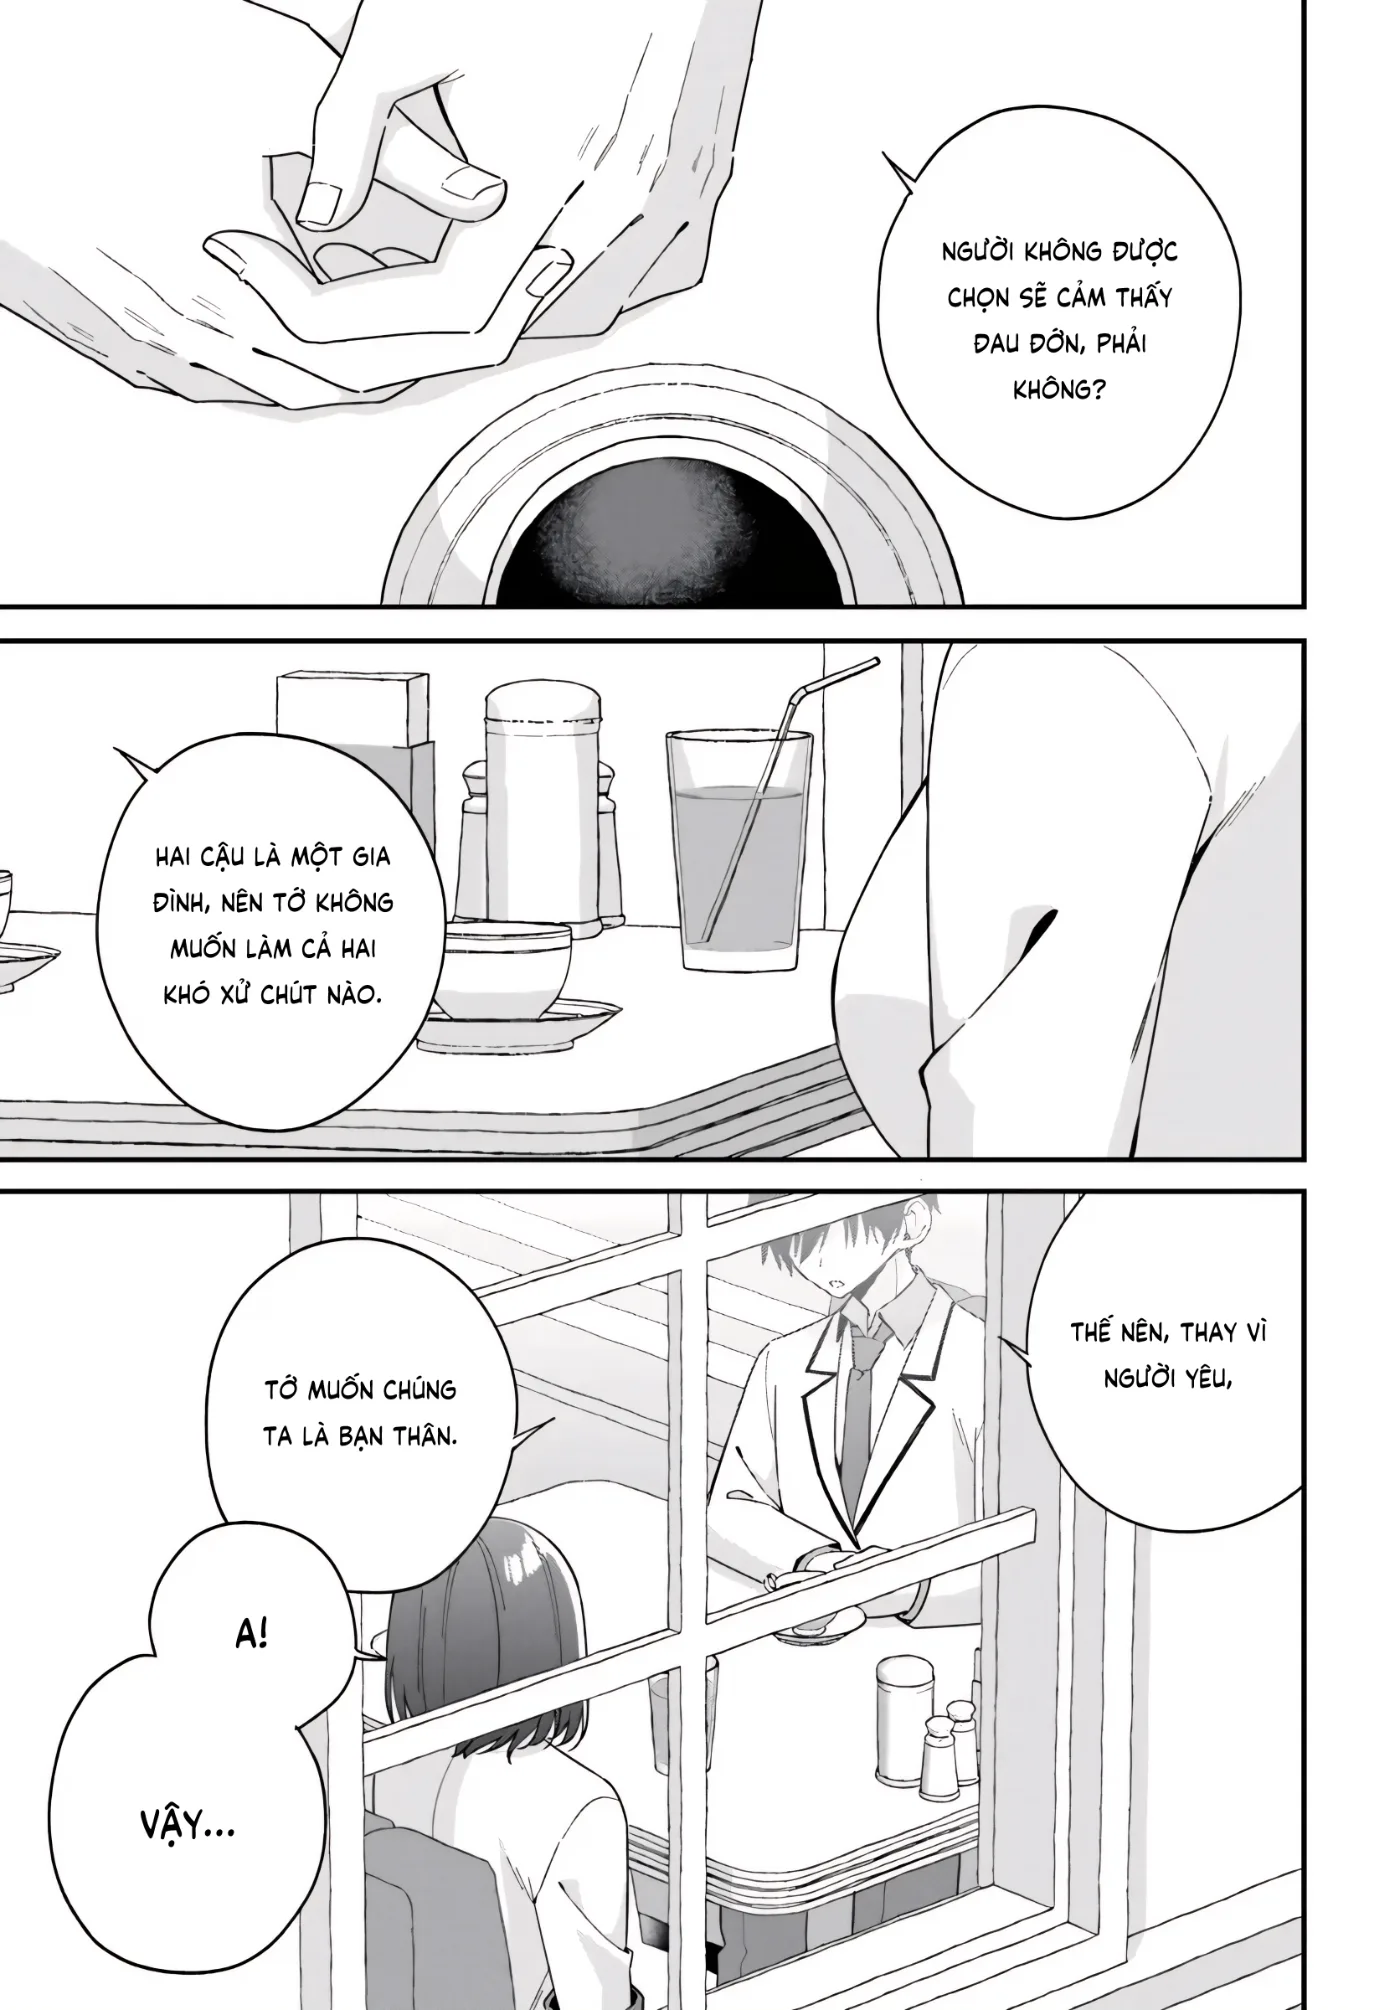 NGƯỜI KHÔNG ĐƯỢC
CHỌN SẼ CẢM THẤY
ĐAU ĐỚN, PHẢI
KHÔNG?
HAI CẬU LÀ MỘT GIA
ĐÌNH, NÊN TỚ KHÔNG
MUỐN LÀM CẢ HAI
KHÓ XỬ CHÚT NÀO.
THẾ NÊN, THAY VÌ
NGƯỜI YÊU,
TỚ MUỐN CHÚNG
TA LÀ BẠN THÂN.
A!
VẬY...